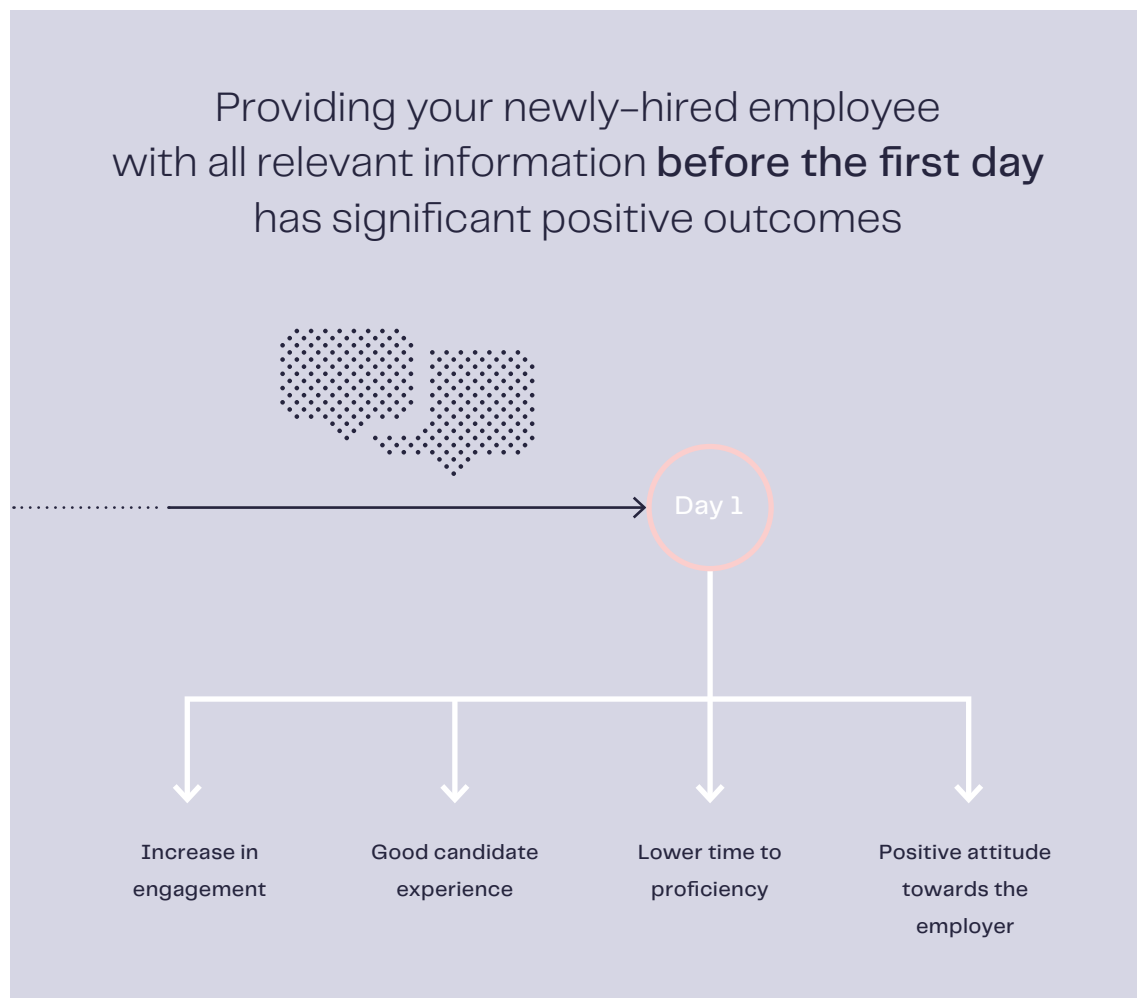 Providing your newly-hired employee
with all relevant information before the first day
has significant positive outcomes
Day 1
Increase in
engagement
Good candidate
experience
Lower time to
proficiency
Positive attitude
towards the
employer